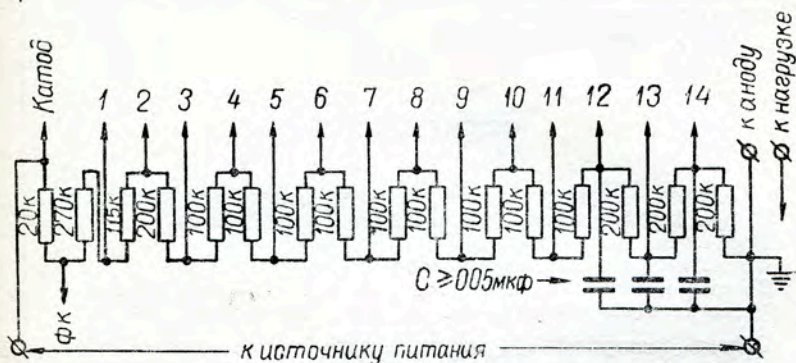 Катод 1 2 3 4 5 6 7 8 9 10 11 12 13 14 к аноду к нагрузке
20к 270к 115к 200к 100к 100к 100к 100к 100к 100к 100к 100к 100к 200к 200к 200к
С ≥ 005мкф
фк
к источнику питания